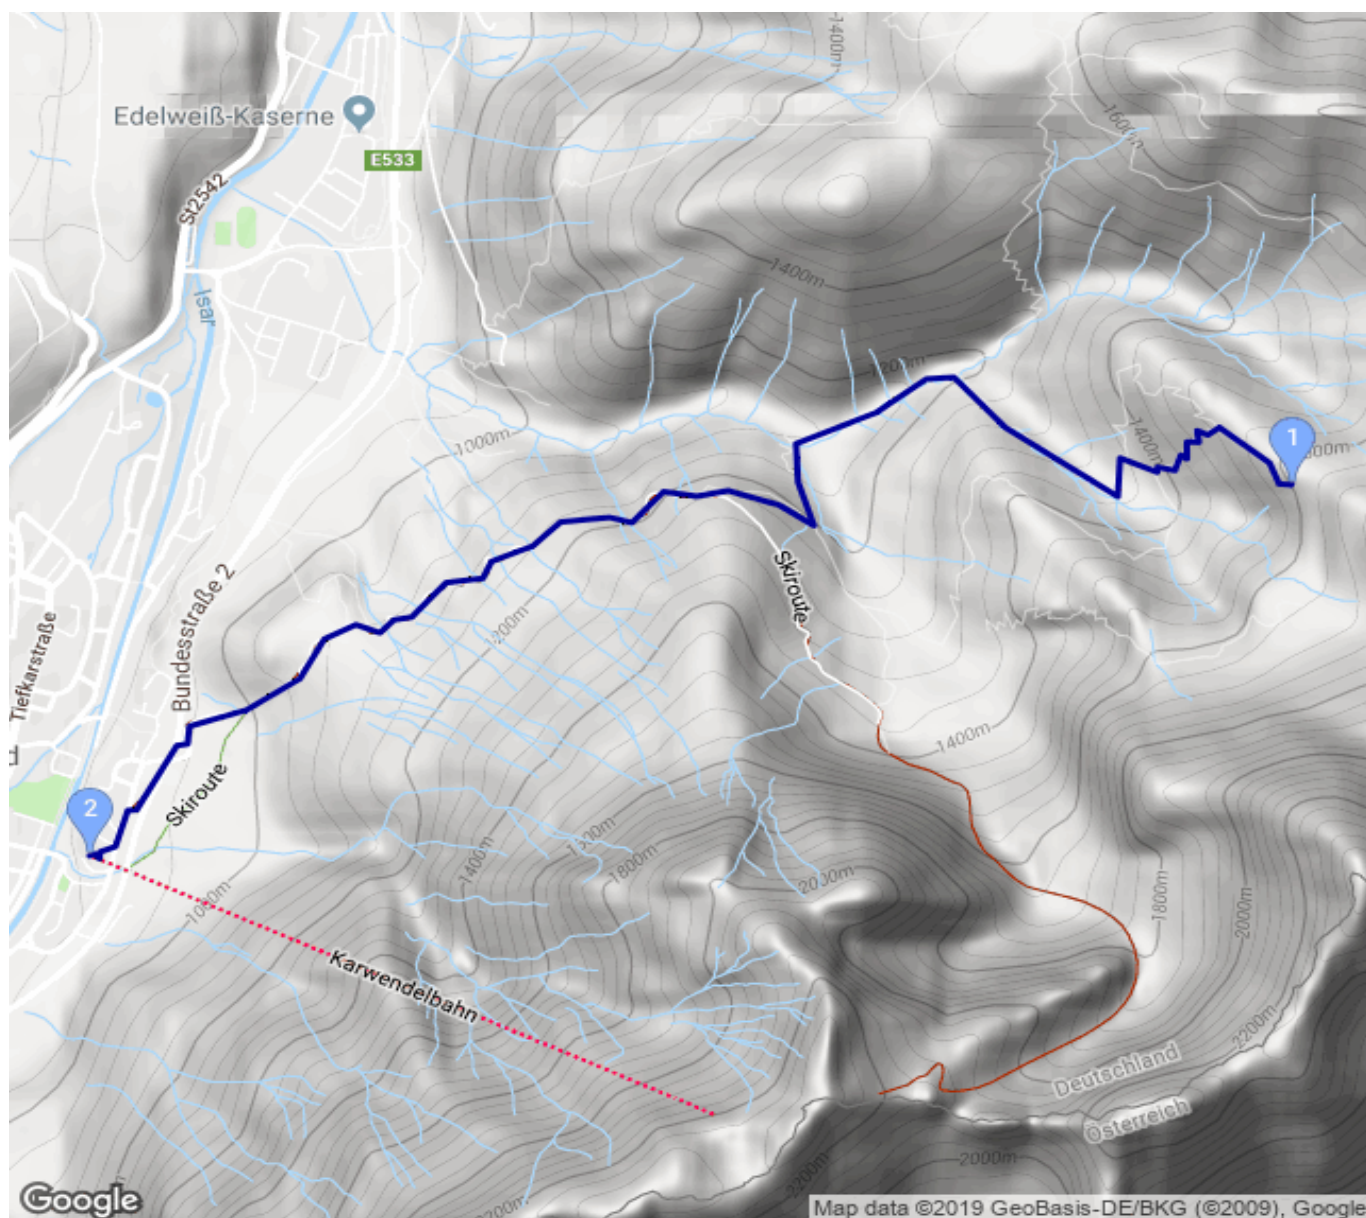 1400m
1600m
Edelweiß-Kaserne
E533
St2542
1400m
Isar
1200m
1000m
1400m
1
Skiroute
1200m
Bundesstraße 2
Tiefkarstraße
1400m
d
Skiroute
2
1400m
1800m
2000m
1800m
2000m
1000m
Karwendelbahn
2200m
Deutschland
Österreich
2200m
2000m
Google
Map data ©2019 GeoBasis-DE/BKG (©2009), Google